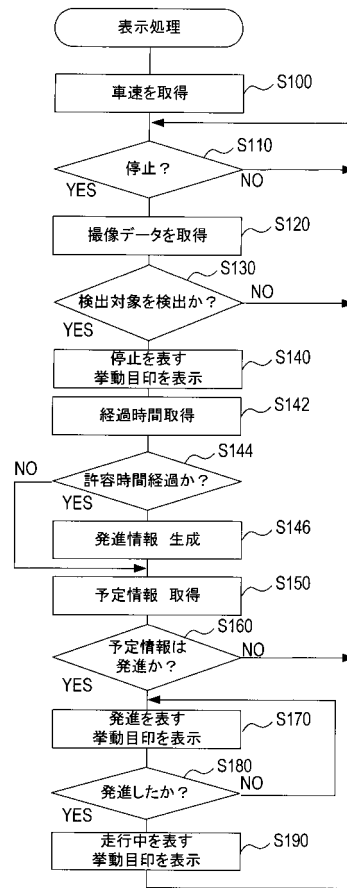 表示処理
車速を取得
S100
停止？
S110
YES
NO
撮像データを取得
S120
検出対象を検出か？
S130
YES
NO
停止を表す
挙動目印を表示
S140
経過時間取得
S142
許容時間経過か？
S144
NO
YES
発進情報 生成
S146
予定情報 取得
S150
予定情報は
発進か？
S160
YES
NO
発進を表す
挙動目印を表示
S170
発進したか？
S180
YES
NO
走行中を表す
挙動目印を表示
S190